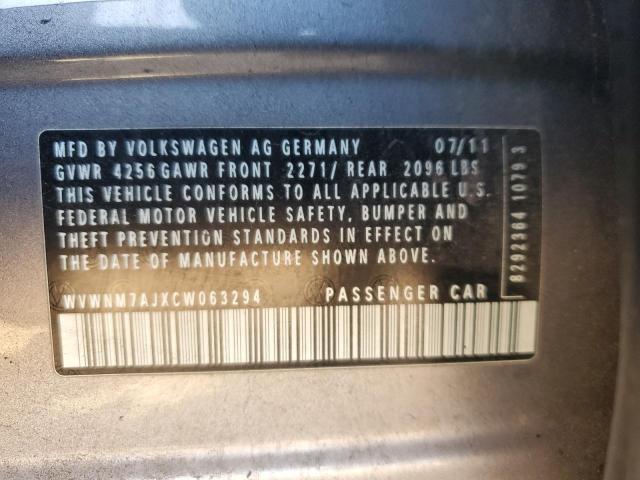 MFD BY VOLKSWAGEN AG GERMANY 07/11
GVWR 4256 GAWR FRONT 2271/ REAR 2096 LBS
THIS VEHICLE CONFORMS TO ALL APPLICABLE U.S.
FEDERAL MOTOR VEHICLE SAFETY, BUMPER AND
THEFT PREVENTION STANDARDS IN EFFECT ON
THE DATE OF MANUFACTURE SHOWN ABOVE.
WVWNM7AJXCW063294 PASSENGER CAR
8292364 1079 3